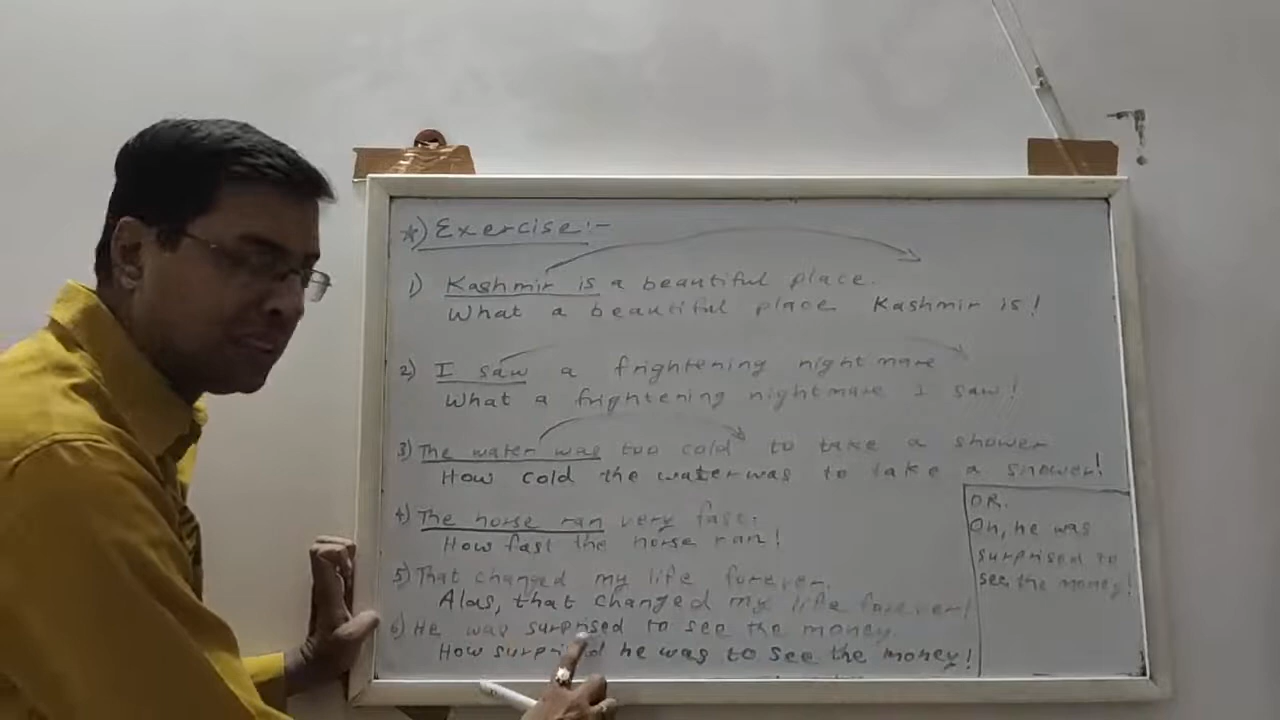 *) Exercise:-
1) Kashmir is a beautiful place.
What a beautiful place Kashmir is!
2) I saw a frightening nightmare
What a frightening nightmare I saw!
3) The water was too cold to take a shower
How cold the water was to take a shower!
4) The horse ran very fast.
How fast the horse ran!
5) That changed my life forever.
Alas, that changed my life forever!
6) He was surprised to see the money.
How surprised he was to see the money!
OR.
Oh, he was
surprised to
see the money!